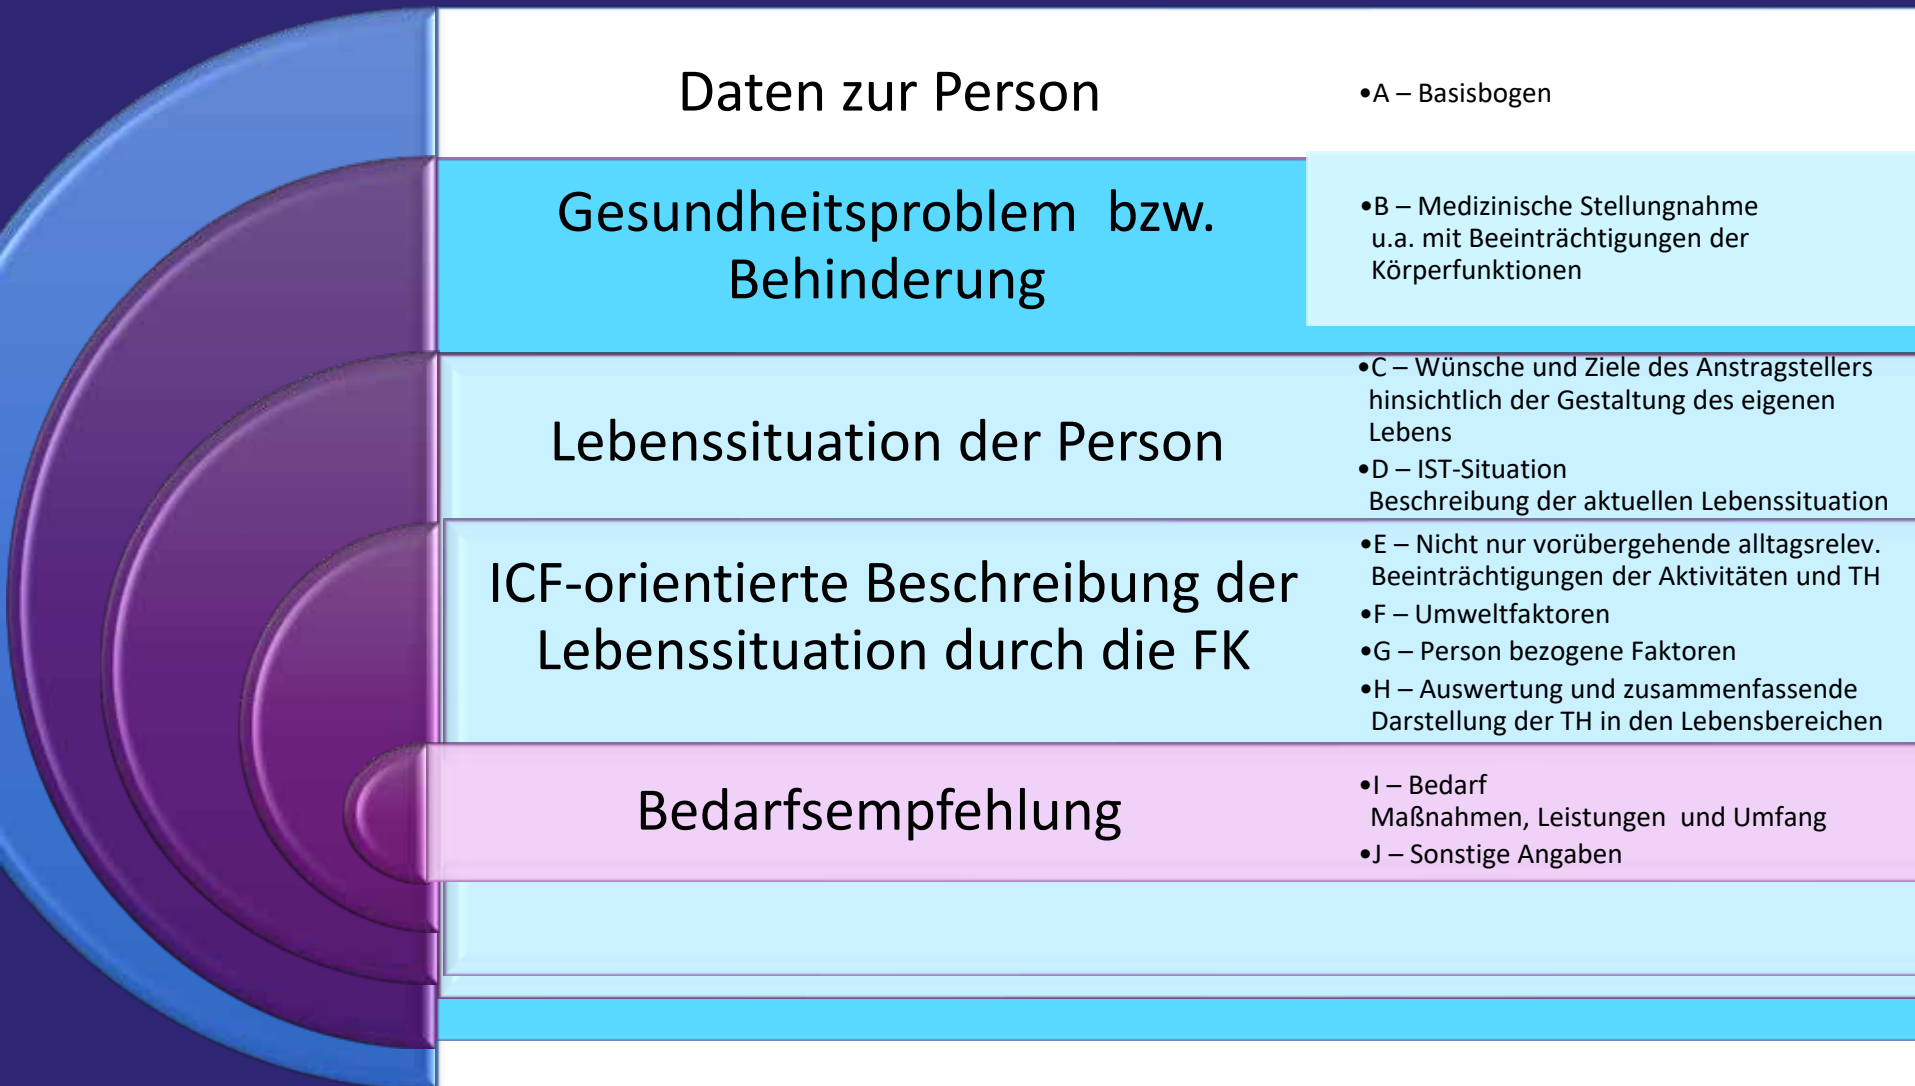 Daten zur Person
•A – Basisbogen
Gesundheitsproblem bzw.
Behinderung
•B – Medizinische Stellungnahme
u.a. mit Beeinträchtigungen der
Körperfunktionen
Lebenssituation der Person
•C – Wünsche und Ziele des Anstragstellers
hinsichtlich der Gestaltung des eigenen
Lebens
•D – IST-Situation
Beschreibung der aktuellen Lebenssituation
ICF-orientierte Beschreibung der
Lebenssituation durch die FK
•E – Nicht nur vorübergehende alltagsrelev.
Beeinträchtigungen der Aktivitäten und TH
•F – Umweltfaktoren
•G – Person bezogene Faktoren
•H – Auswertung und zusammenfassende
Darstellung der TH in den Lebensbereichen
Bedarfsempfehlung
•I – Bedarf
Maßnahmen, Leistungen und Umfang
•J – Sonstige Angaben